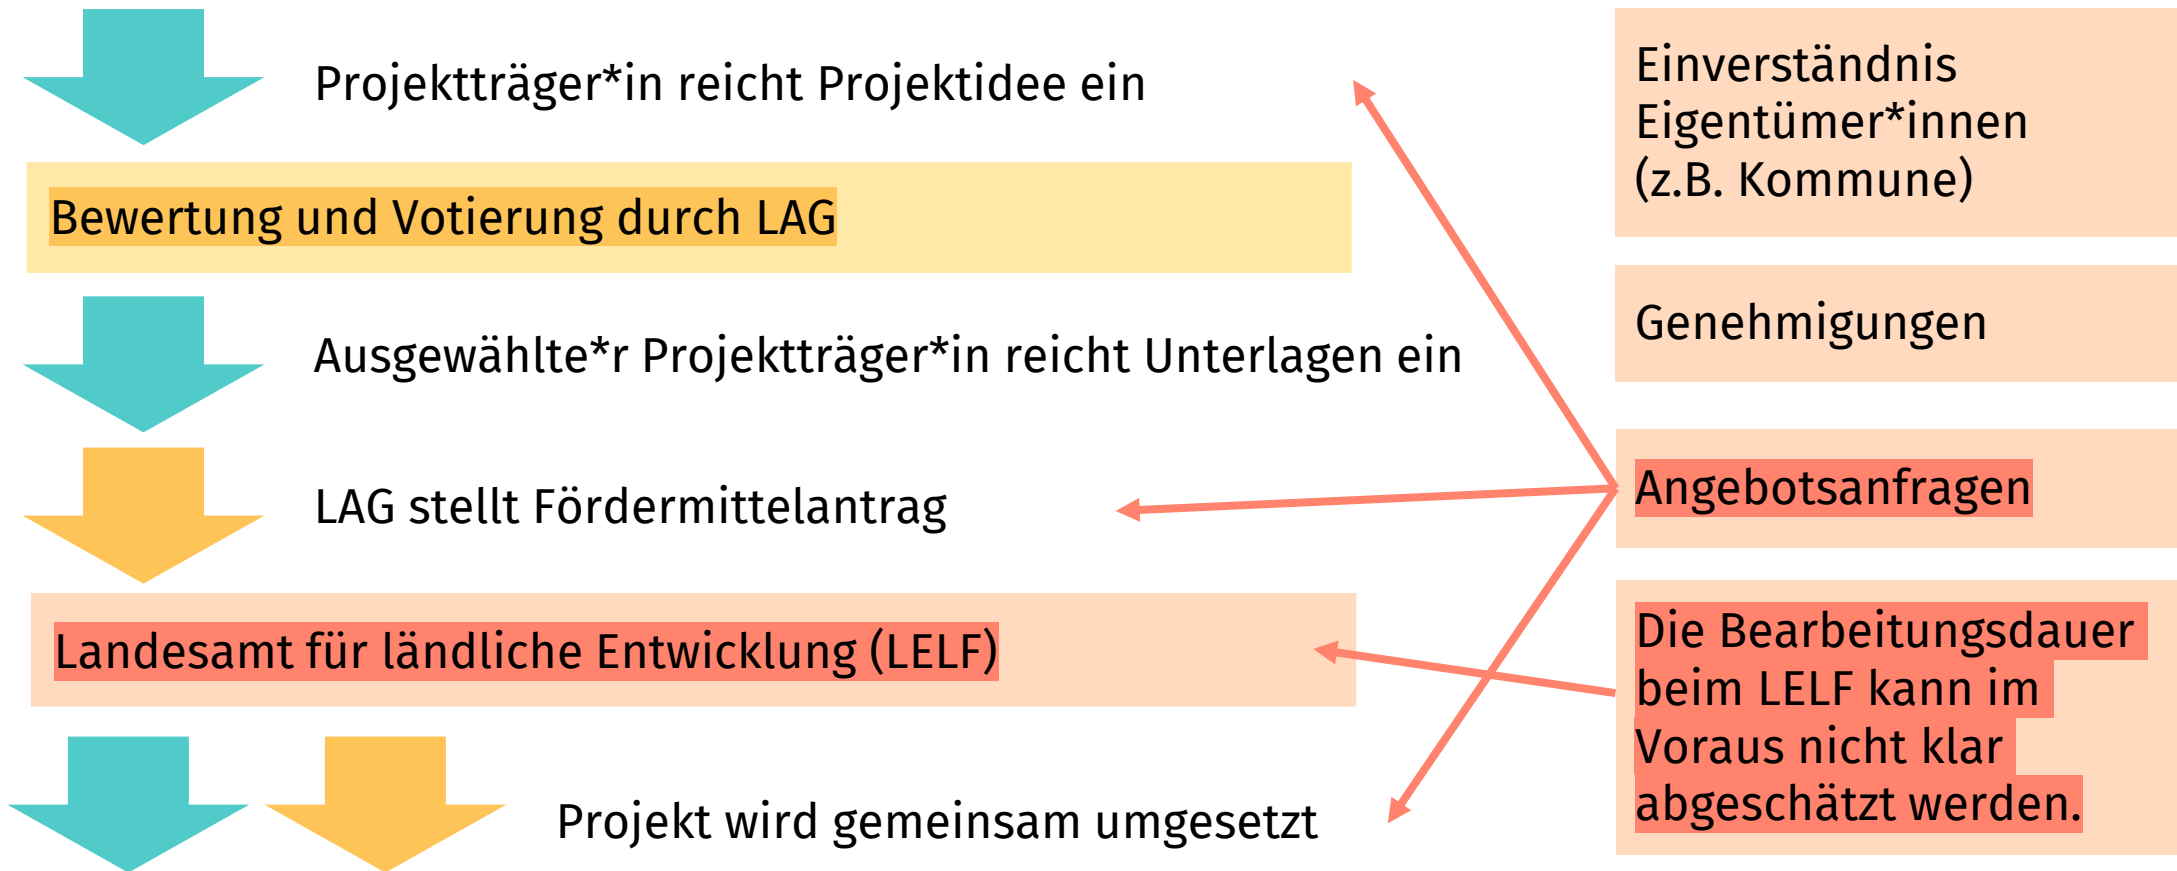 Projektträger*in reicht Projektidee ein
Bewertung und Votierung durch LAG
Ausgewählte*r Projektträger*in reicht Unterlagen ein
LAG stellt Fördermittelantrag
Landesamt für ländliche Entwicklung (LELF)
Projekt wird gemeinsam umgesetzt
Einverständnis
Eigentümer*innen
(z.B. Kommune)
Genehmigungen
Angebotsanfragen
Die Bearbeitungsdauer
beim LELF kann im
Voraus nicht klar
abgeschätzt werden.